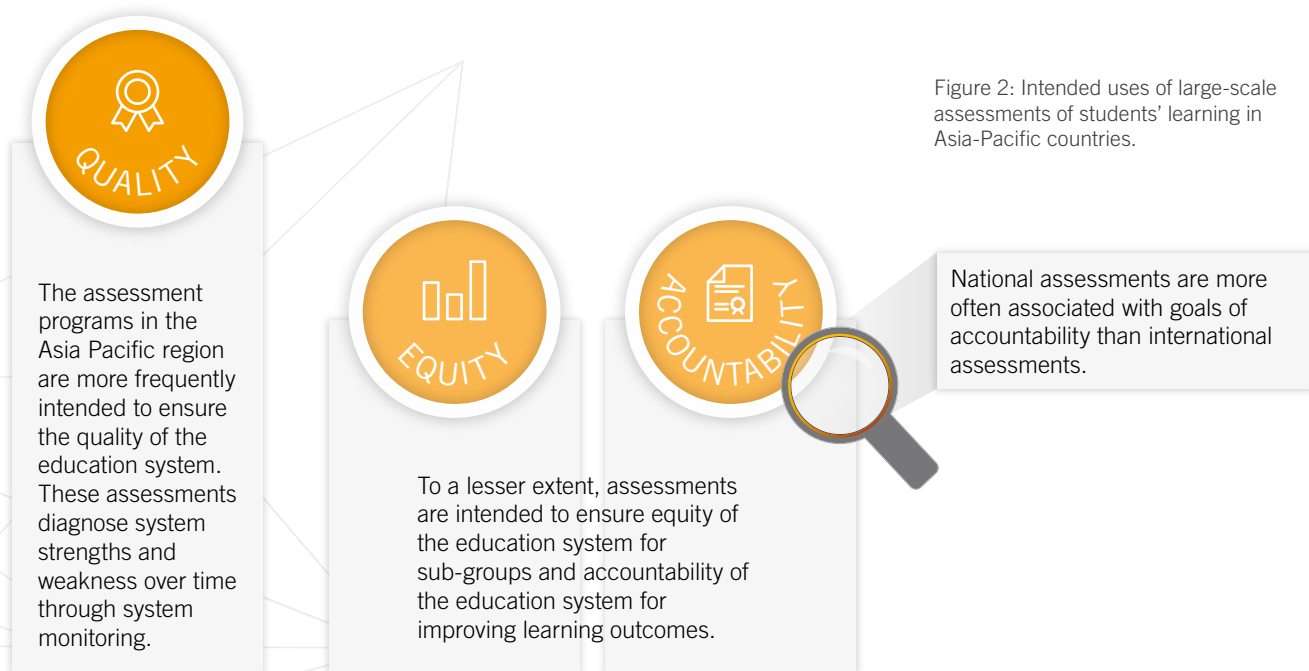 QUALITY
The assessment
programs in the
Asia Pacific region
are more frequently
intended to ensure
the quality of the
education system.
These assessments
diagnose system
strengths and
weakness over time
through system
monitoring.
EQUITY
ACCOUNTABILITY
To a lesser extent, assessments
are intended to ensure equity of
the education system for
sub-groups and accountability of
the education system for
improving learning outcomes.
Figure 2: Intended uses of large-scale
assessments of students’ learning in
Asia-Pacific countries.
National assessments are more
often associated with goals of
accountability than international
assessments.